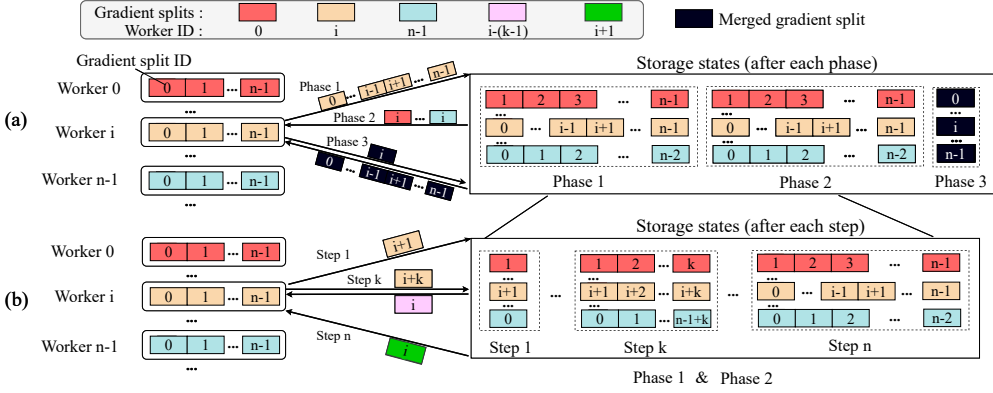 Gradient splits :
Worker ID : 0 i n-1 i-(k-1) i+1
Merged gradient split
Gradient split ID
Storage states (after each phase)
(a)
Worker 0
0 1 ... n-1
...
Worker i
0 1 ... n-1
Worker n-1
0 1 ... n-1
...
Phase 1
0 ... i-1 i+1 ... n-1
Phase 2
i ... i
Phase 3
i
0 ... i-1 i+1 ... n-1
1 2 3 ... n-1
...
0 ... i-1 i+1 ... n-1
...
0 1 2 ... n-2
Phase 1
1 2 3 ... n-1
...
0 ... i-1 i+1 ... n-1
...
0 1 2 ... n-2
Phase 2
0
...
i
...
n-1
Phase 3
Storage states (after each step)
(b)
Worker 0
0 1 ... n-1
...
Worker i
0 1 ... n-1
Worker n-1
0 1 ... n-1
...
Step 1
i+1
Step k
i+k
i
Step n
i
1
...
i+1
...
0
Step 1
...
1 2 ... k
...
i+1 i+2 ... i+k
...
0 1 ... n-1+k
Step k
...
1 2 3 ... n-1
...
0 ... i-1 i+1 ... n-1
...
0 1 2 ... n-2
Step n
Phase 1 & Phase 2